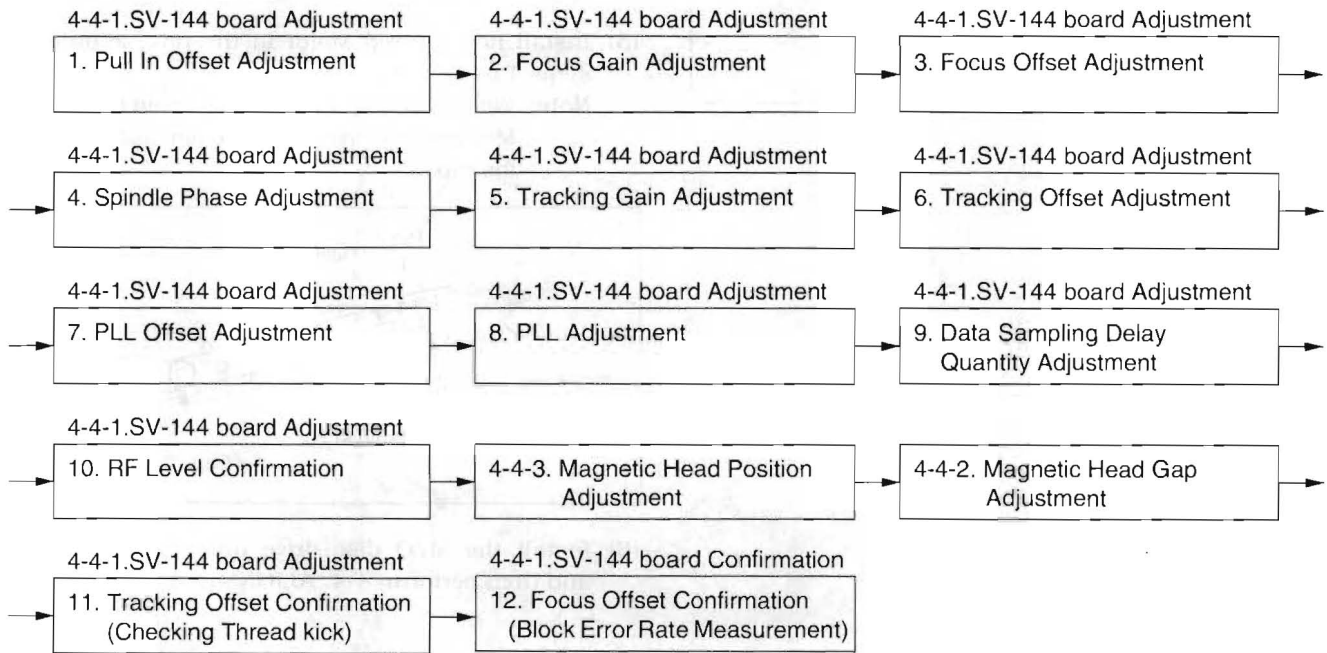 4-4-1.SV-144 board Adjustment
1. Pull In Offset Adjustment
4-4-1.SV-144 board Adjustment
2. Focus Gain Adjustment
4-4-1.SV-144 board Adjustment
3. Focus Offset Adjustment
4-4-1.SV-144 board Adjustment
4. Spindle Phase Adjustment
4-4-1.SV-144 board Adjustment
5. Tracking Gain Adjustment
4-4-1.SV-144 board Adjustment
6. Tracking Offset Adjustment
4-4-1.SV-144 board Adjustment
7. PLL Offset Adjustment
4-4-1.SV-144 board Adjustment
8. PLL Adjustment
4-4-1.SV-144 board Adjustment
9. Data Sampling Delay
Quantity Adjustment
4-4-1.SV-144 board Adjustment
10. RF Level Confirmation
4-4-3. Magnetic Head Position
Adjustment
4-4-2. Magnetic Head Gap
Adjustment
4-4-1.SV-144 board Adjustment
11. Tracking Offset Confirmation
(Checking Thread kick)
4-4-1.SV-144 board Confirmation
12. Focus Offset Confirmation
(Block Error Rate Measurement)